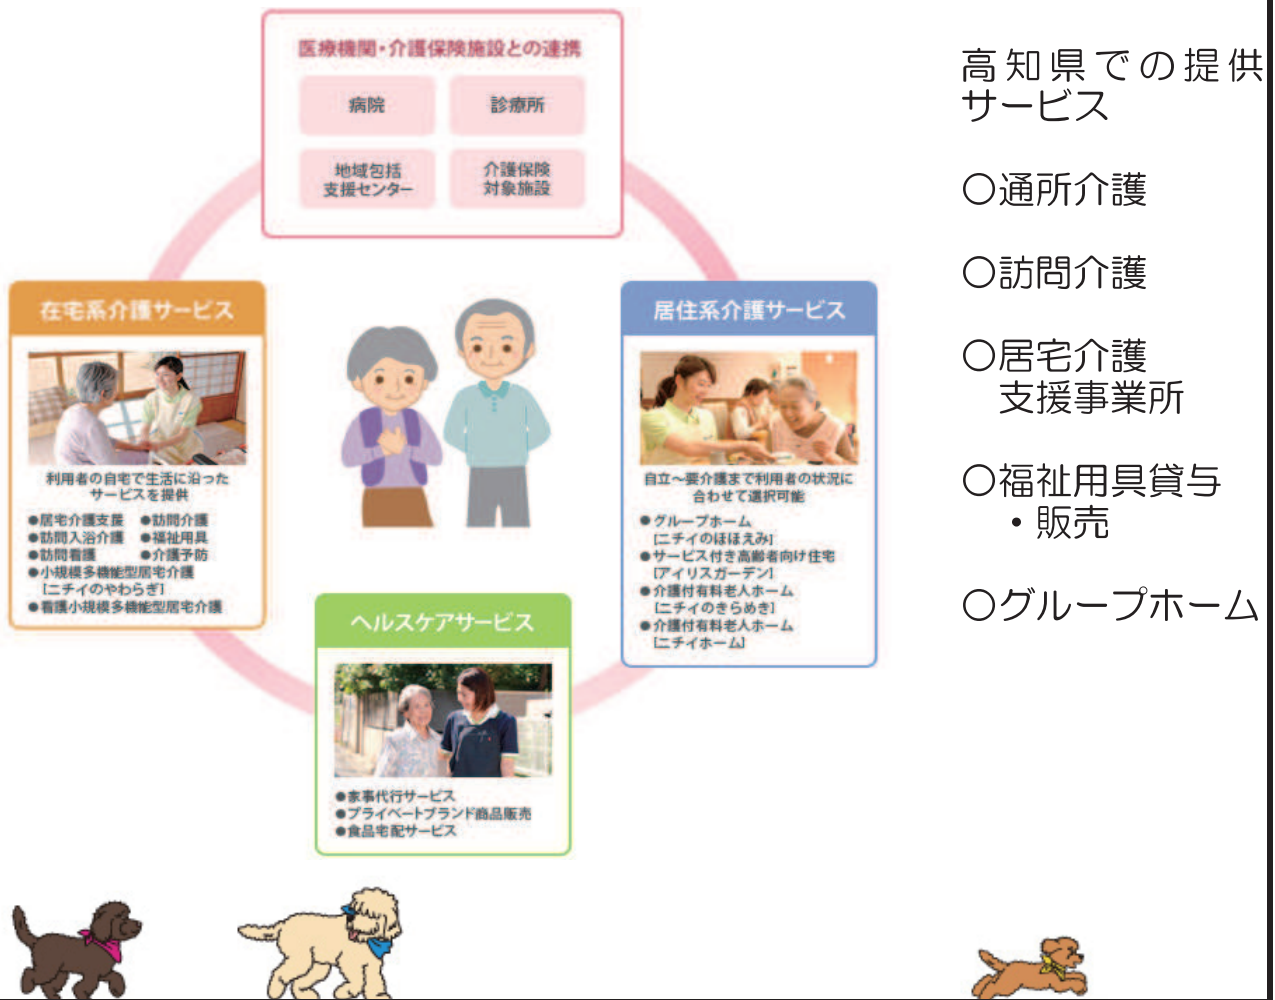 医療機関・介護保険施設との連携
病院
診療所
地域包括
支援センター
介護保険
対象施設
在宅系介護サービス
利用者の自宅で生活に沿った
サービスを提供
●居宅介護支援 ●訪問介護
●訪問入浴介護 ●福祉用具
●訪問看護 ●介護予防
●小規模多機能型居宅介護
[ニチイのやわらぎ]
●看護小規模多機能型居宅介護
居住系介護サービス
自立～要介護まで利用者の状況に
合わせて選択可能
●グループホーム
[ニチイのほほえみ]
●サービス付き高齢者向け住宅
[アイリスガーデン]
●介護付有料老人ホーム
[ニチイのきらめき]
●介護付有料老人ホーム
[ニチイホーム]
ヘルスケアサービス
●家事代行サービス
●プライベートブランド商品販売
●食品宅配サービス
高知県での提供
サービス
〇通所介護
〇訪問介護
〇居宅介護
支援事業所
〇福祉用具貸与
・販売
〇グループホーム